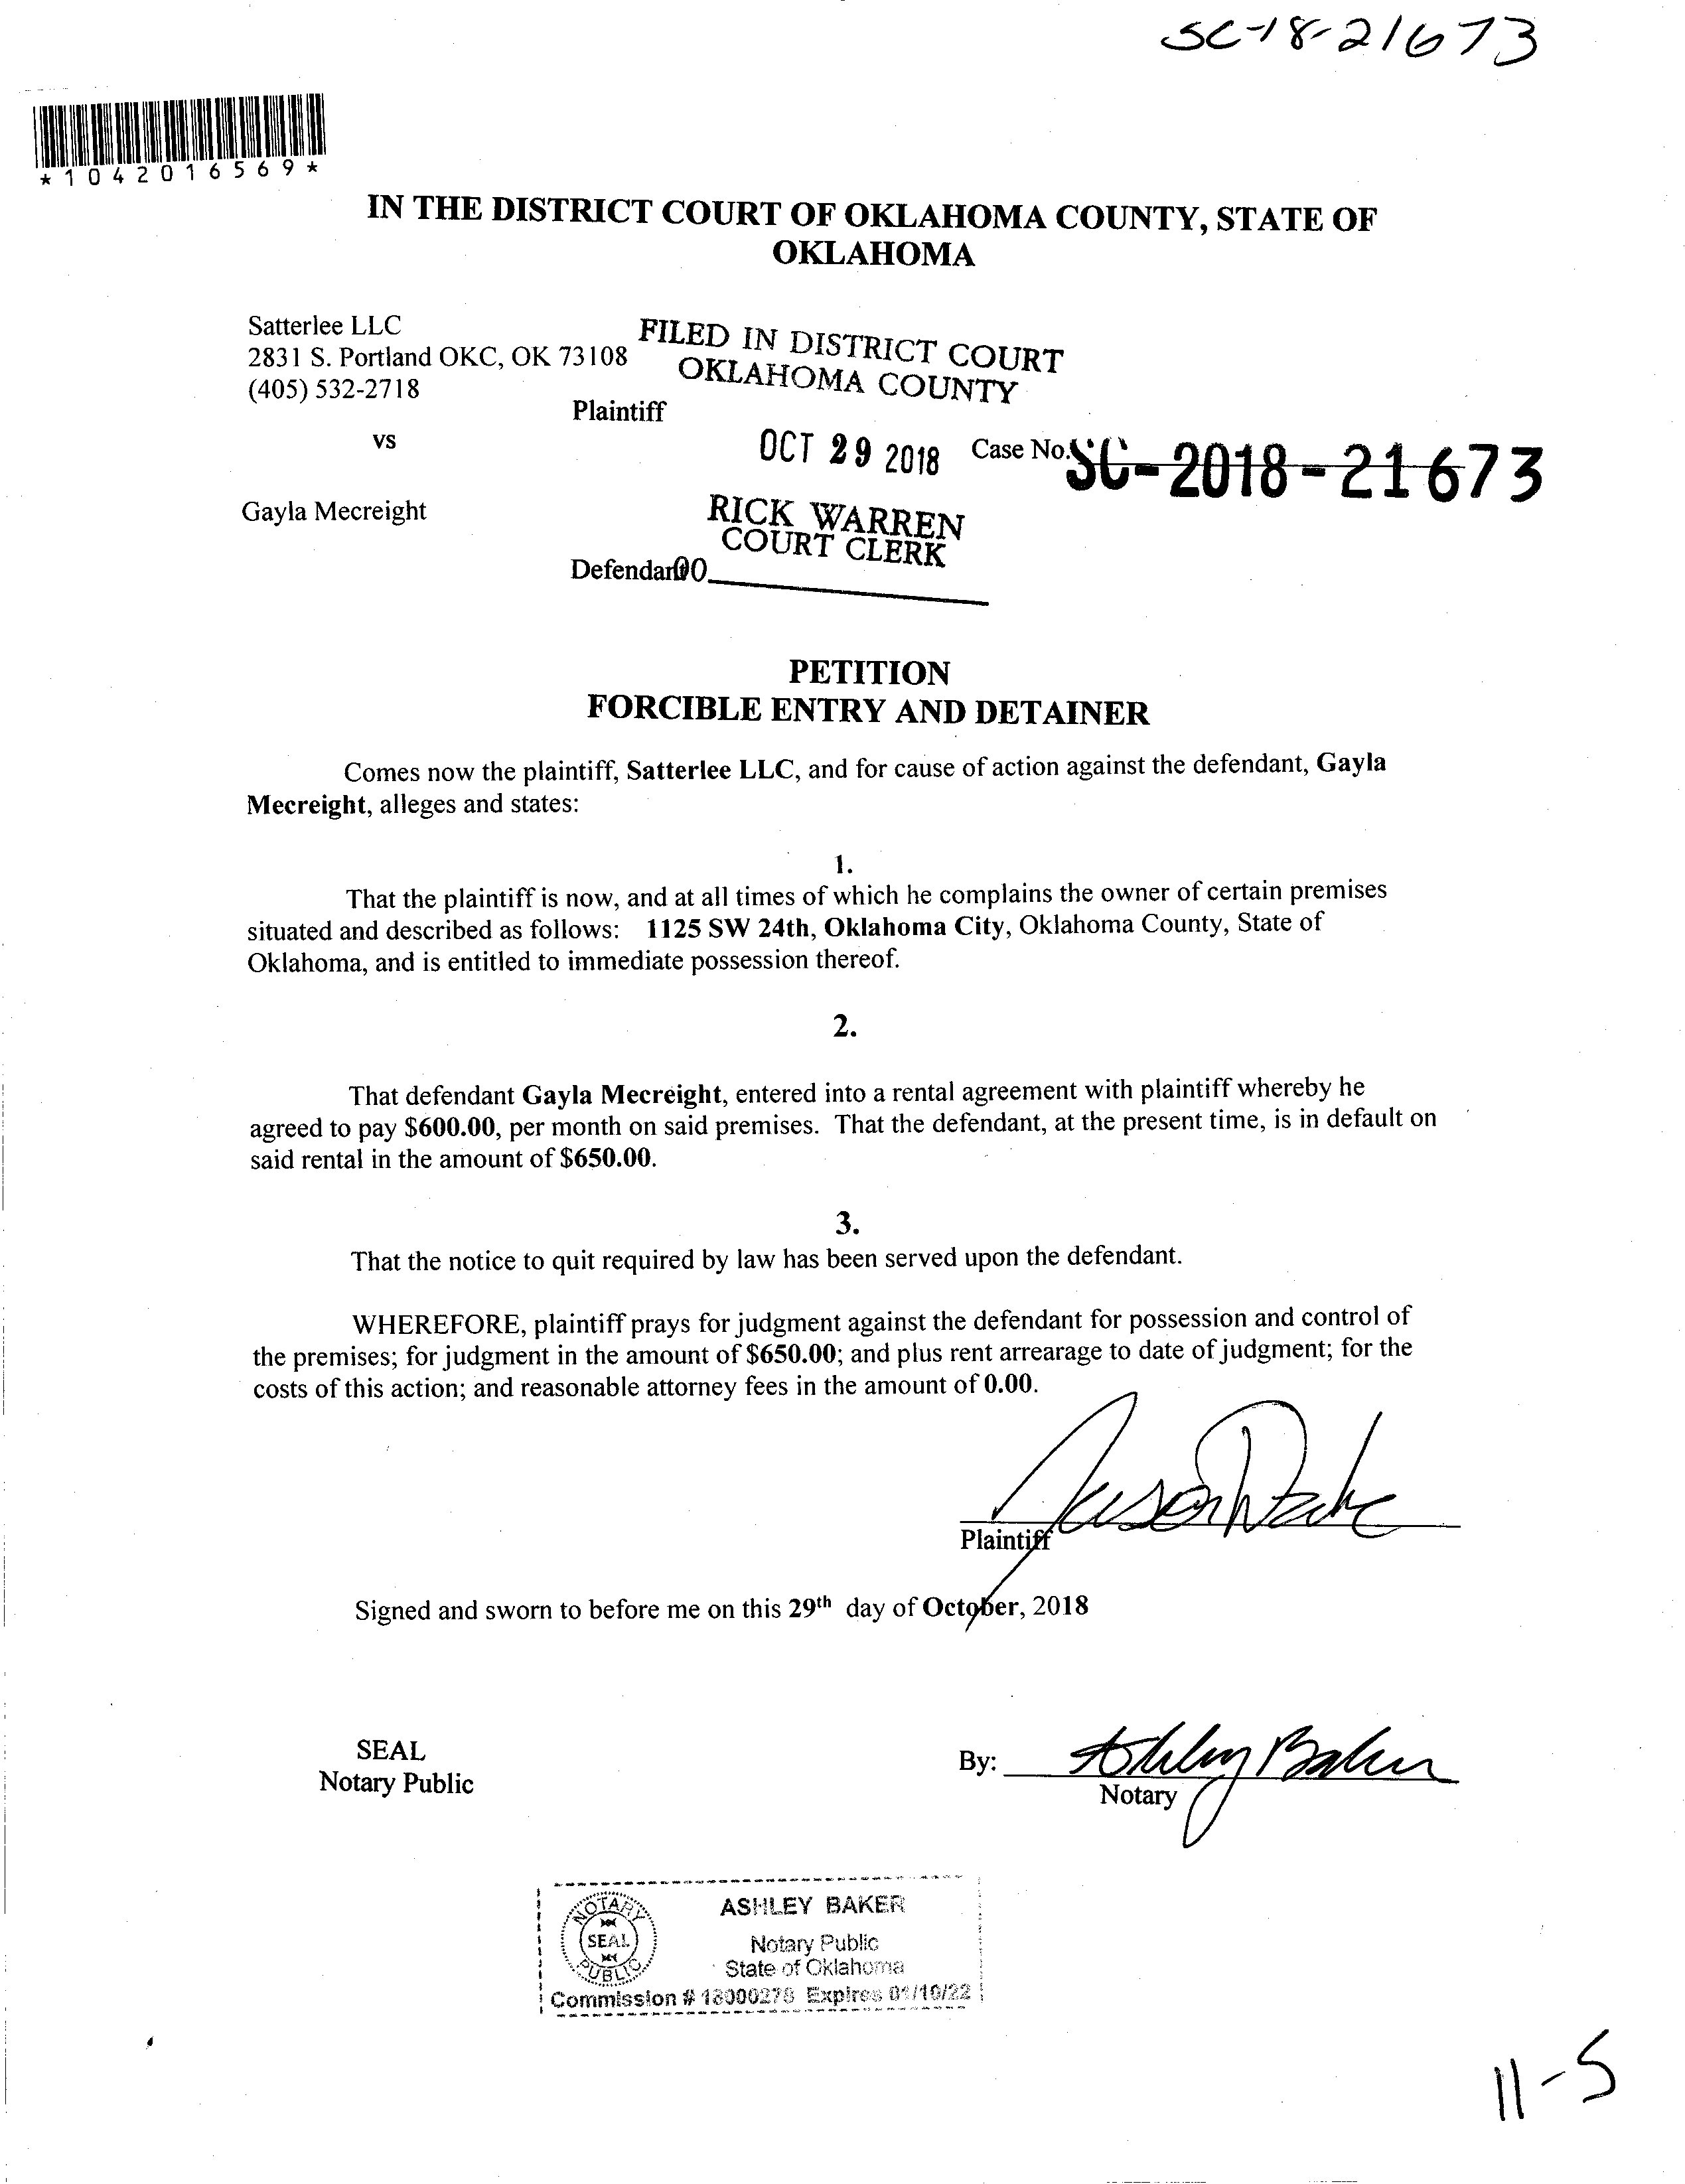 SC-18-21673
*1042016569*
IN THE DISTRICT COURT OF OKLAHOMA COUNTY, STATE OF
OKLAHOMA
Satterlee LLC
2831 S. Portland OKC, OK 73108
(405) 532-2718
Plaintiff
FILED IN DISTRICT COURT
OKLAHOMA COUNTY
vs
OCT 29 2018
Case No. SC-2018-21673
Gayla Mecreight
RICK WARREN
COURT CLERK
Defendant
PETITION
FORCIBLE ENTRY AND DETAINER
Comes now the plaintiff, Satterlee LLC, and for cause of action against the defendant, Gayla
Mecreight, alleges and states:
1.
That the plaintiff is now, and at all times of which he complains the owner of certain premises
situated and described as follows: 1125 SW 24th, Oklahoma City, Oklahoma County, State of
Oklahoma, and is entitled to immediate possession thereof.
2.
That defendant Gayla Mecreight, entered into a rental agreement with plaintiff whereby he
agreed to pay $600.00, per month on said premises. That the defendant, at the present time, is in default on
said rental in the amount of $650.00.
3.
That the notice to quit required by law has been served upon the defendant.
WHEREFORE, plaintiff prays for judgment against the defendant for possession and control of
the premises; for judgment in the amount of $650.00; and plus rent arrearage to date of judgment; for the
costs of this action; and reasonable attorney fees in the amount of 0.00.
Plaintiff
Signed and sworn to before me on this 29th day of October, 2018
SEAL
Notary Public
By: Ashley Baker
Notary
NOTARY
SEAL
PUBLIC
ASHLEY BAKER
Notary Public
State of Oklahoma
Commission # 18000278 Expires 01/10/22
11-5